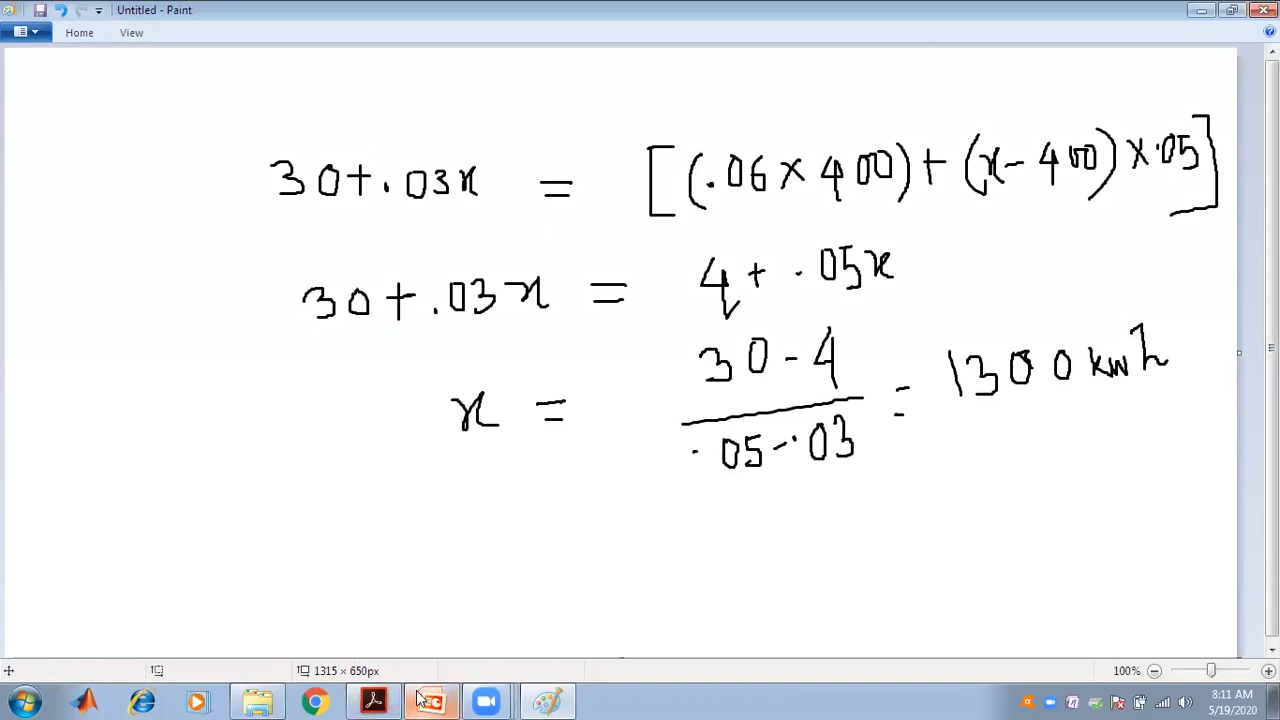 Untitled - Paint
Home View
30+.03x = [(.06×400)+(x-400)×.05]
30+.03x = 4+.05x
x = 30-4 / .05-.03 = 1300 kwh
1315 × 650px 100%
8:11 AM
5/19/2020